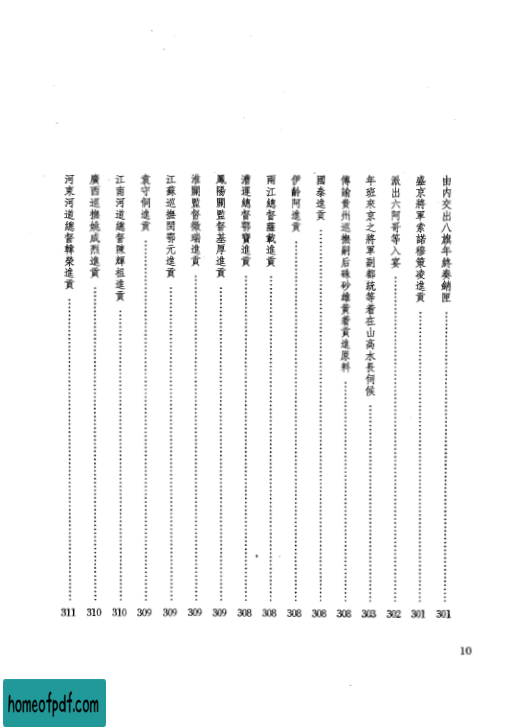 由內交出八旗年終奏銷匣 301
盛京將軍索諾穆策凌進貢 301
派出六阿哥等入宴 302
年班來京之將軍副都統等着在山高水長伺候 303
傳諭貴州巡撫嗣后硃砂雄黃着貢進原料 308
國泰進貢 308
伊齡阿進貢 308
兩江總督薩載進貢 308
漕運總督鄂寶進貢 308
鳳陽關監督基厚進貢 309
淮關監督徵瑞進貢 309
江蘇巡撫閔鄂元進貢 309
袁守侗進貢 309
江南河道總督陳輝祖進貢 310
廣西巡撫姚成烈進貢 310
河東河道總督韓榮進貢 311
10
homeofpdf.com